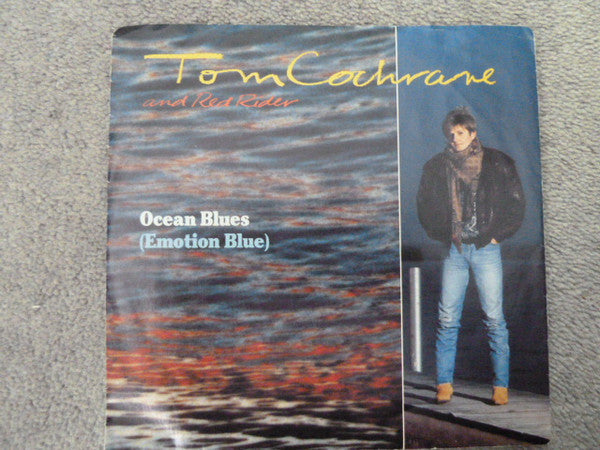 Tom Cochrane
and Red Rider
Ocean Blues
(Emotion Blue)